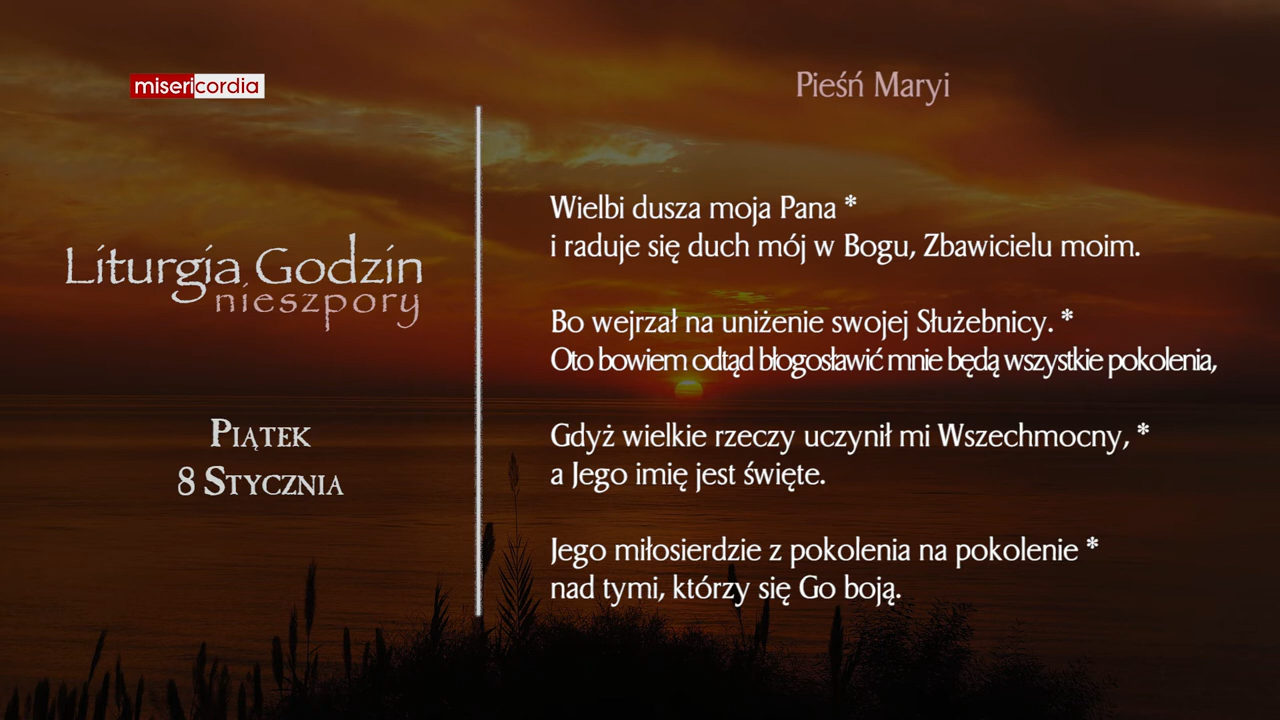 misericordia
Liturgia Godzin
nieszpory
Piątek
8 Stycznia
Pieśń Maryi
Wielbi dusza moja Pana *
i raduje się duch mój w Bogu, Zbawicielu moim.
Bo wejrzał na uniżenie swojej Służebnicy. *
Oto bowiem odtąd błogosławić mnie będą wszystkie pokolenia,
Gdyż wielkie rzeczy uczynił mi Wszechmocny, *
a Jego imię jest święte.
Jego miłosierdzie z pokolenia na pokolenie *
nad tymi, którzy się Go boją.